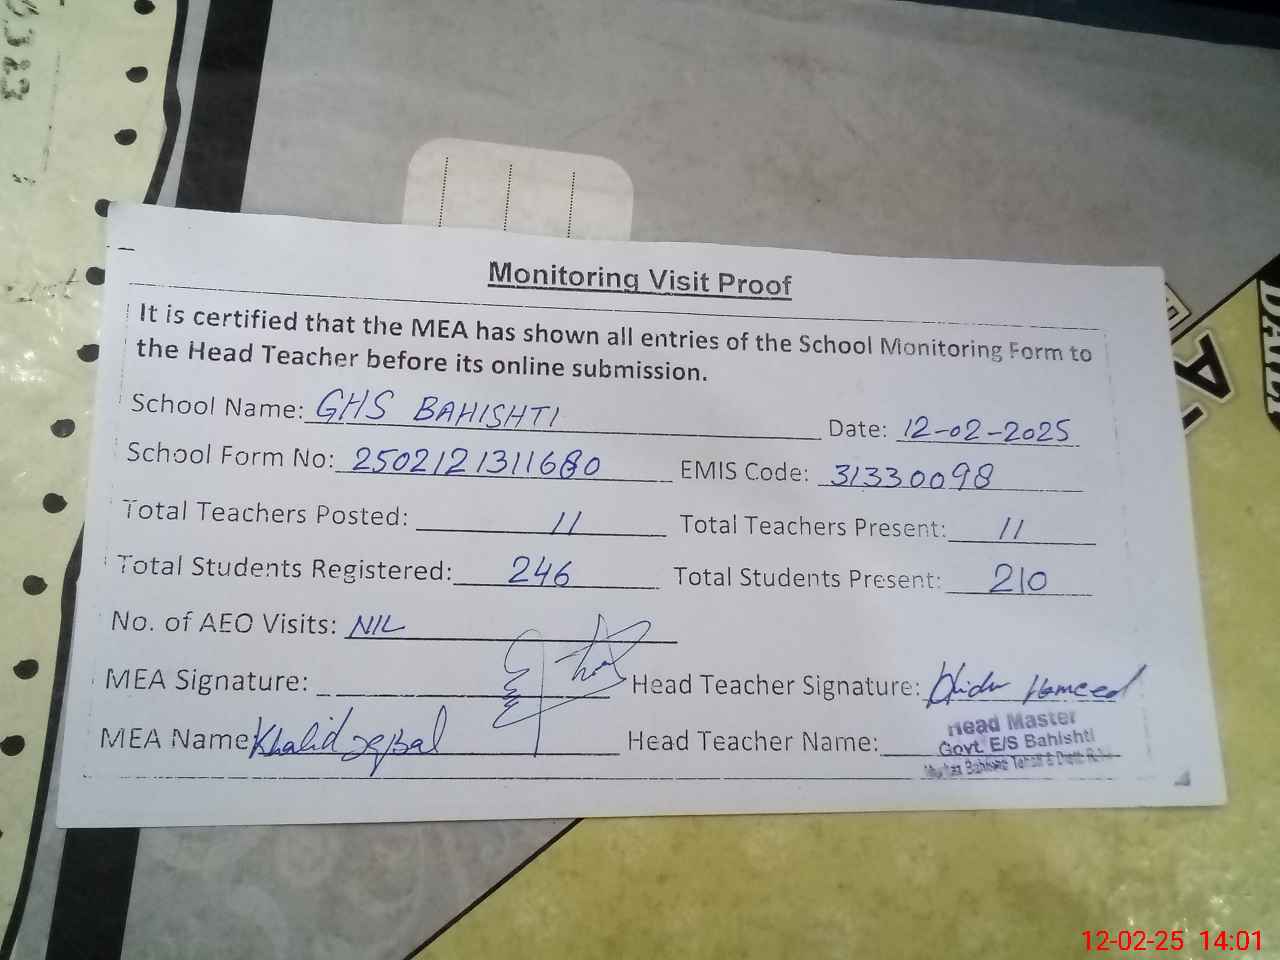 Monitoring Visit Proof
It is certified that the MEA has shown all entries of the School Monitoring Form to
the Head Teacher before its online submission.
School Name: GHS BAHISHTI Date: 12-02-2025
School Form No: 2502121311680 EMIS Code: 31330098
Total Teachers Posted: 11 Total Teachers Present: 11
Total Students Registered: 246 Total Students Present: 210
No. of AEO Visits: NIL
MEA Signature: Head Teacher Signature: Hameed
MEA Name: Khalid Iqbal Head Teacher Name:
Head Master
Govt E/S Bahishti
12-02-25 14:01